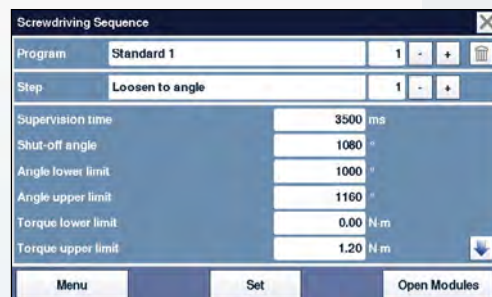 Screwdriving Sequence
Program Standard 1 1 - +
Step Loosen to angle 1 - +
Supervision time 3500 ms
Shut-off angle 1080 °
Angle lower limit 1000 °
Angle upper limit 1160 °
Torque lower limit 0.00 N·m
Torque upper limit 1.20 N·m
Menu Set Open Modules